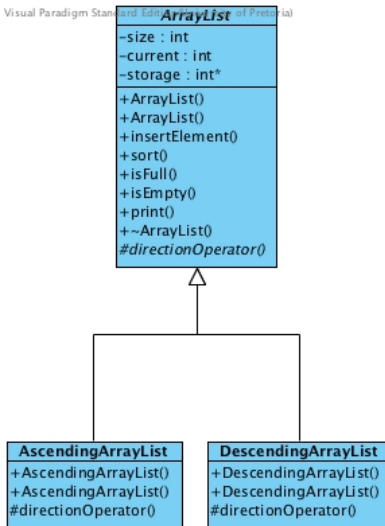 Visual Paradigm Standard Edition(University of Pretoria)
ArrayList
-size : int
-current : int
-storage : int*
+ArrayList()
+ArrayList()
+insertElement()
+sort()
+isFull()
+isEmpty()
+print()
+~ArrayList()
#directionOperator()
AscendingArrayList
+AscendingArrayList()
+AscendingArrayList()
#directionOperator()
DescendingArrayList
+DescendingArrayList()
+DescendingArrayList()
#directionOperator()